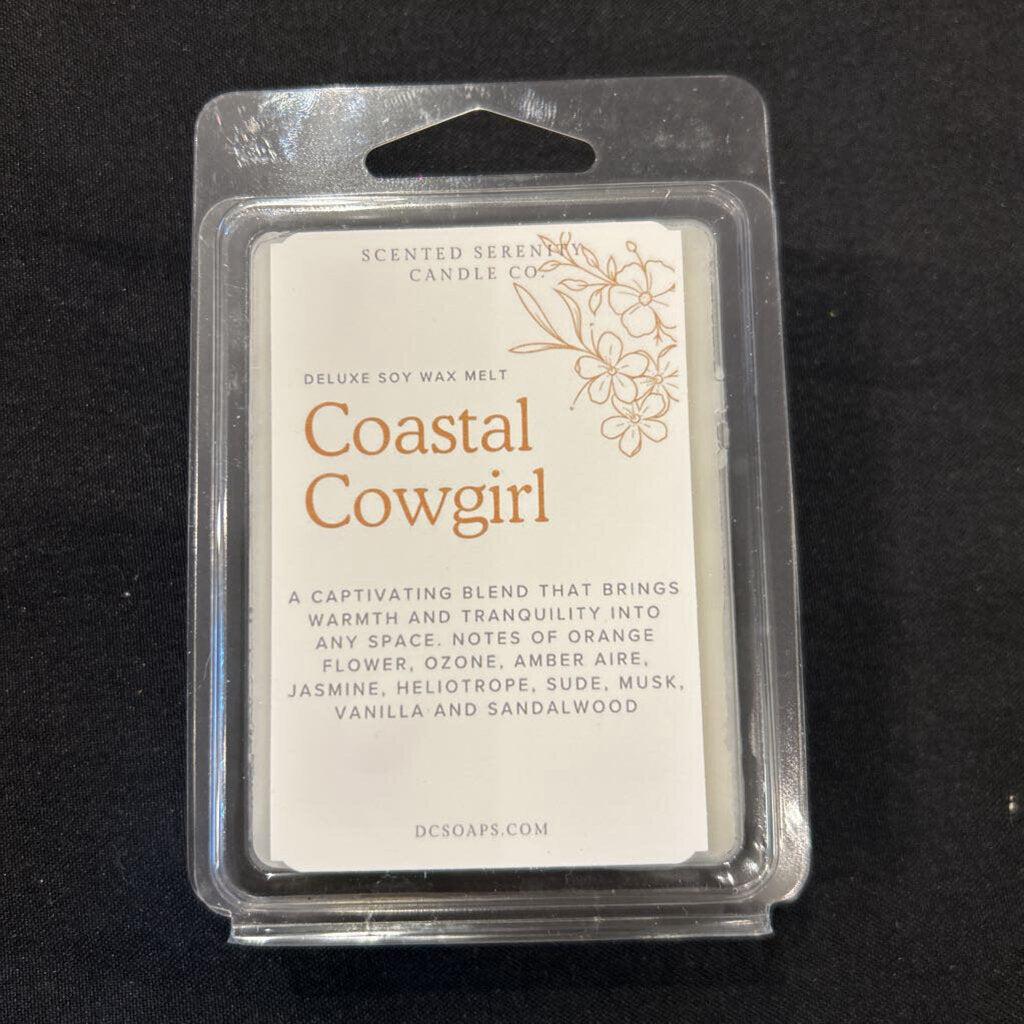 SCENTED SERENITY
CANDLE CO.
DELUXE SOY WAX MELT
Coastal
Cowgirl
A CAPTIVATING BLEND THAT BRINGS
WARMTH AND TRANQUILITY INTO
ANY SPACE. NOTES OF ORANGE
FLOWER, OZONE, AMBER AIRE,
JASMINE, HELIOTROPE, SUDE, MUSK,
VANILLA AND SANDALWOOD
DCSOAPS.COM